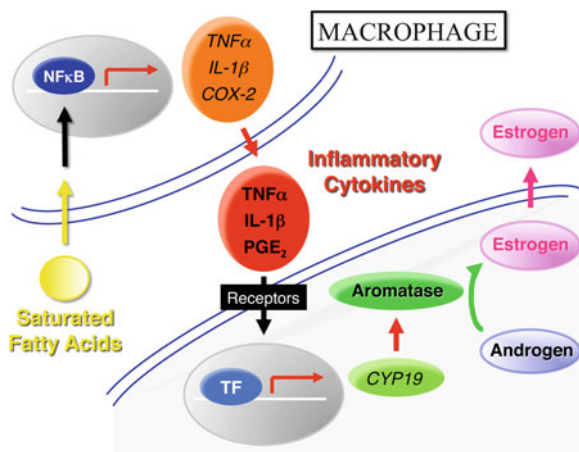 MACROPHAGE
NFκB
TNFα
IL-1β
COX-2
Inflammatory
Cytokines
TNFα
IL-1β
PGE₂
Receptors
Saturated
Fatty Acids
TF
CYP19
Aromatase
Androgen
Estrogen
Estrogen